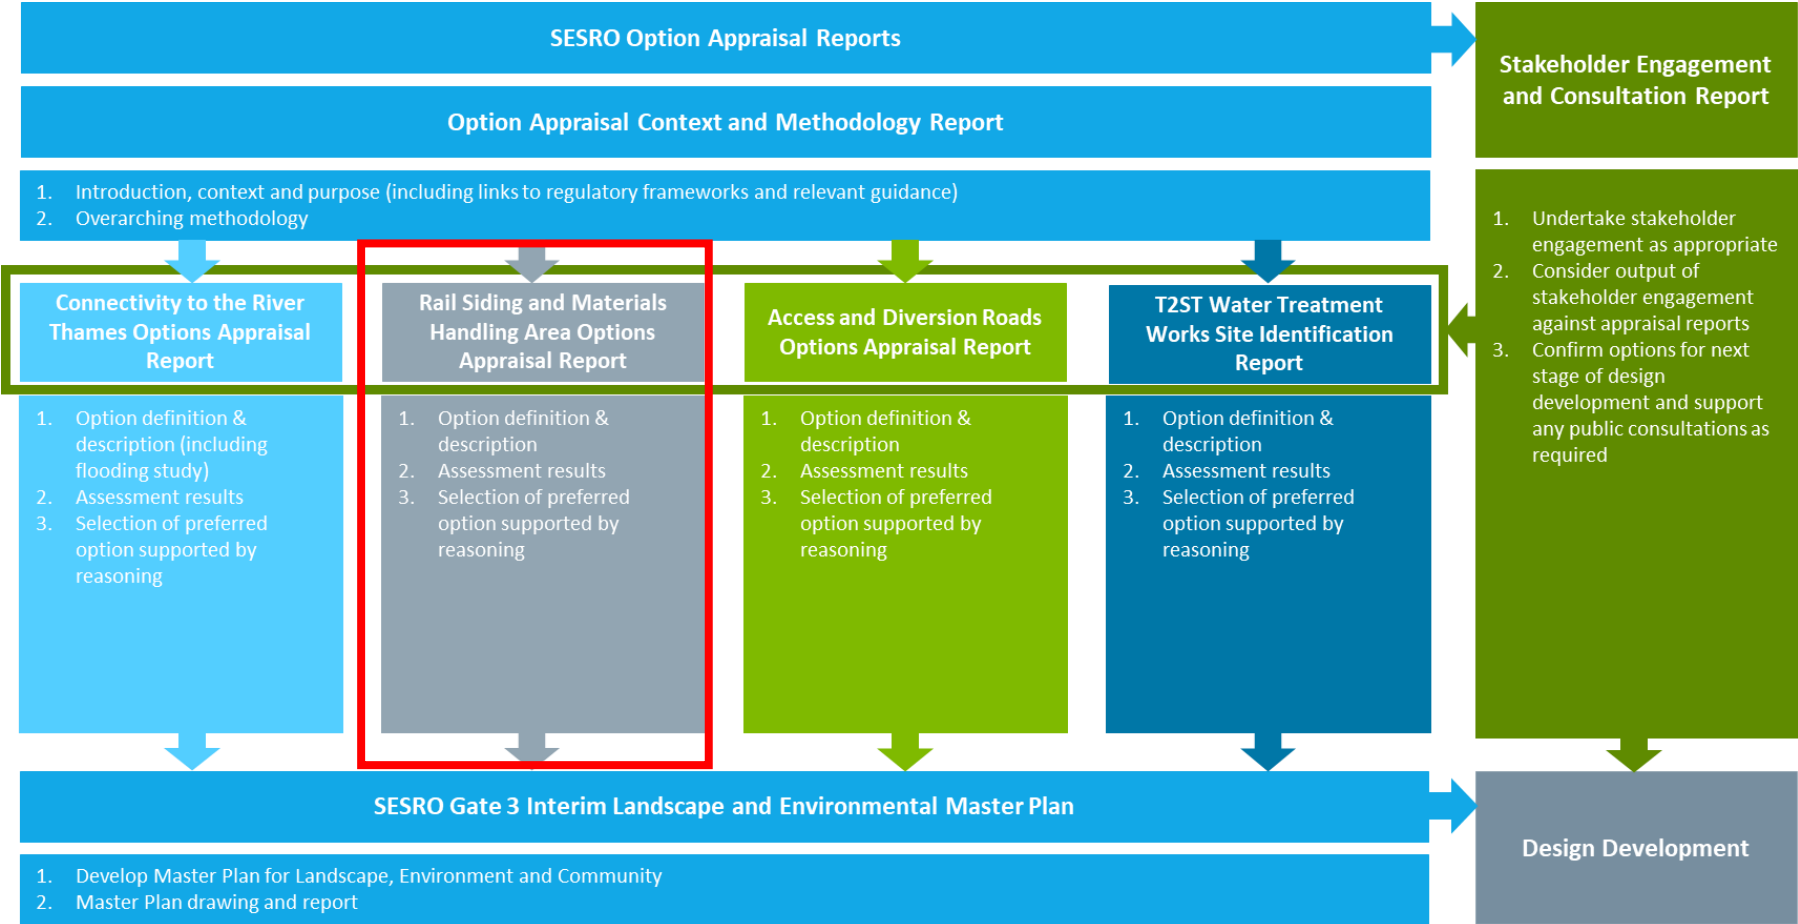 SESRO Option Appraisal Reports
Stakeholder Engagement
and Consultation Report
Option Appraisal Context and Methodology Report
1. Introduction, context and purpose (including links to regulatory frameworks and relevant guidance)
2. Overarching methodology
Connectivity to the River
Thames Options Appraisal
Report
Rail Siding and Materials
Handling Area Options
Appraisal Report
Access and Diversion Roads
Options Appraisal Report
T2ST Water Treatment
Works Site Identification
Report
1. Undertake stakeholder
engagement as appropriate
2. Consider output of
stakeholder engagement
against appraisal reports
3. Confirm options for next
stage of design
development and support
any public consultations as
required
1. Option definition &
description (including
flooding study)
2. Assessment results
3. Selection of preferred
option supported by
reasoning
1. Option definition &
description
2. Assessment results
3. Selection of preferred
option supported by
reasoning
1. Option definition &
description
2. Assessment results
3. Selection of preferred
option supported by
reasoning
1. Option definition &
description
2. Assessment results
3. Selection of preferred
option supported by
reasoning
SESRO Gate 3 Interim Landscape and Environmental Master Plan
1. Develop Master Plan for Landscape, Environment and Community
2. Master Plan drawing and report
Design Development